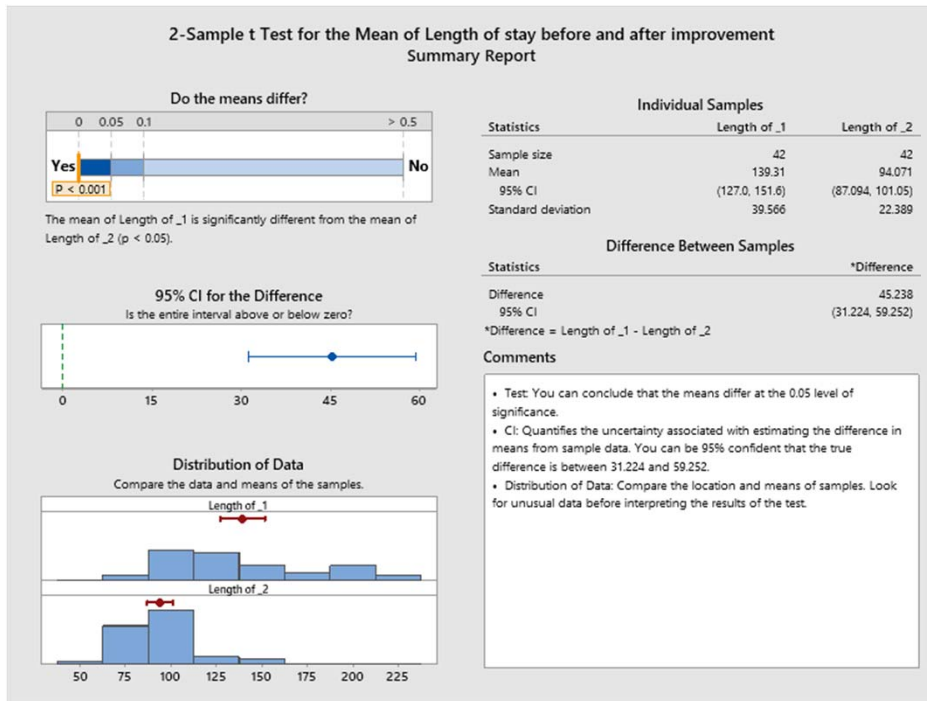 2-Sample t Test for the Mean of Length of stay before and after improvement
Summary Report
Do the means differ?
0 0.05 0.1 > 0.5
Yes No
P < 0.001
The mean of Length of _1 is significantly different from the mean of
Length of _2 (p < 0.05).
95% CI for the Difference
Is the entire interval above or below zero?
0 15 30 45 60
Distribution of Data
Compare the data and means of the samples.
Length of _1
Length of _2
50 75 100 125 150 175 200 225
Individual Samples
Statistics Length of _1 Length of _2
Sample size 42 42
Mean 139.31 94.071
95% CI (127.0, 151.6) (87.094, 101.05)
Standard deviation 39.566 22.389
Difference Between Samples
Statistics *Difference
Difference 45.238
95% CI (31.224, 59.252)
*Difference = Length of _1 - Length of _2
Comments
• Test: You can conclude that the means differ at the 0.05 level of
significance.
• CI: Quantifies the uncertainty associated with estimating the difference in
means from sample data. You can be 95% confident that the true
difference is between 31.224 and 59.252.
• Distribution of Data: Compare the location and means of samples. Look
for unusual data before interpreting the results of the test.